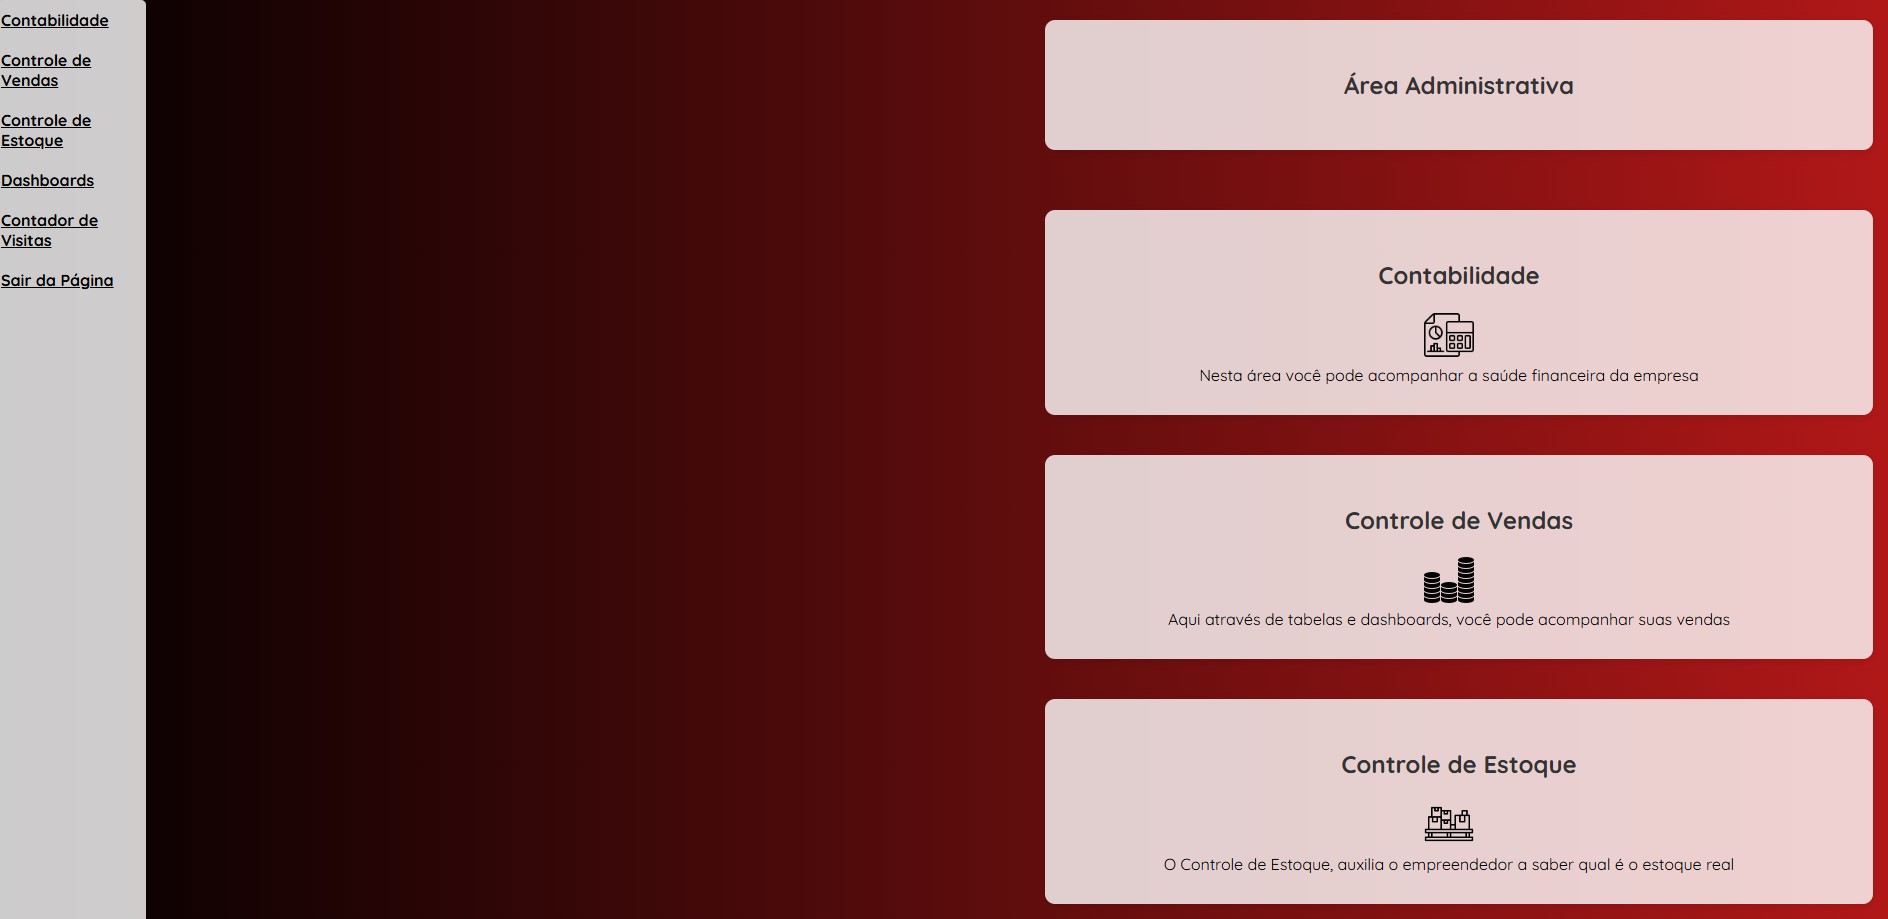 Contabilidade
Controle de
Vendas
Controle de
Estoque
Dashboards
Contador de
Visitas
Sair da Página
Área Administrativa
Contabilidade
Nesta área você pode acompanhar a saúde financeira da empresa
Controle de Vendas
Aqui através de tabelas e dashboards, você pode acompanhar suas vendas
Controle de Estoque
O Controle de Estoque, auxilia o empreendedor a saber qual é o estoque real